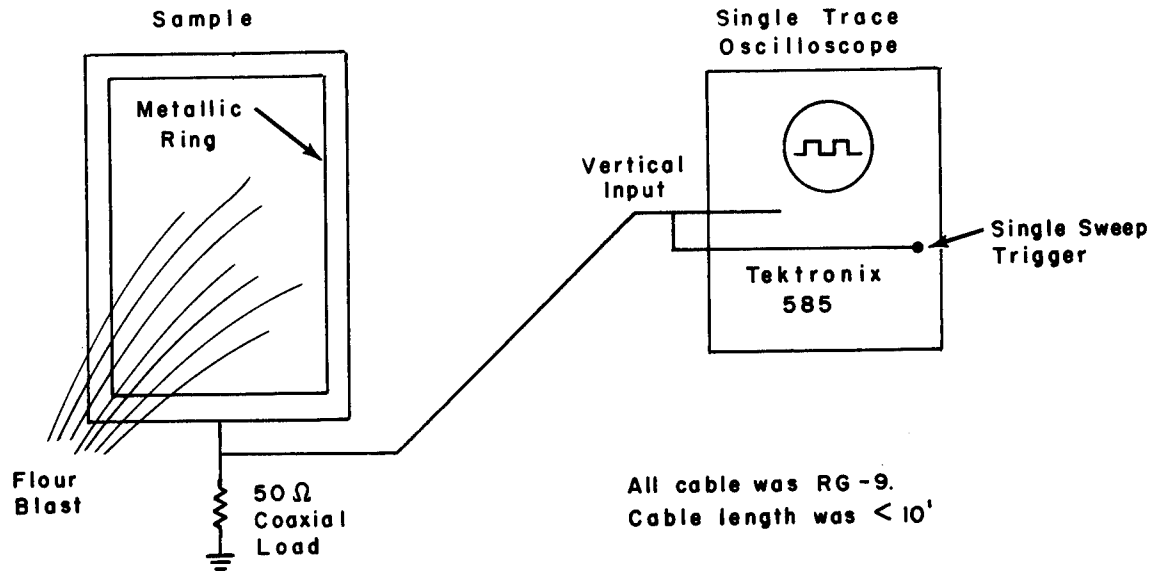 Sample
Metallic
Ring
Flour
Blast
50 Ω
Coaxial
Load
Single Trace
Oscilloscope
Vertical
Input
Tektronix
585
Single Sweep
Trigger
All cable was RG-9.
Cable length was < 10'